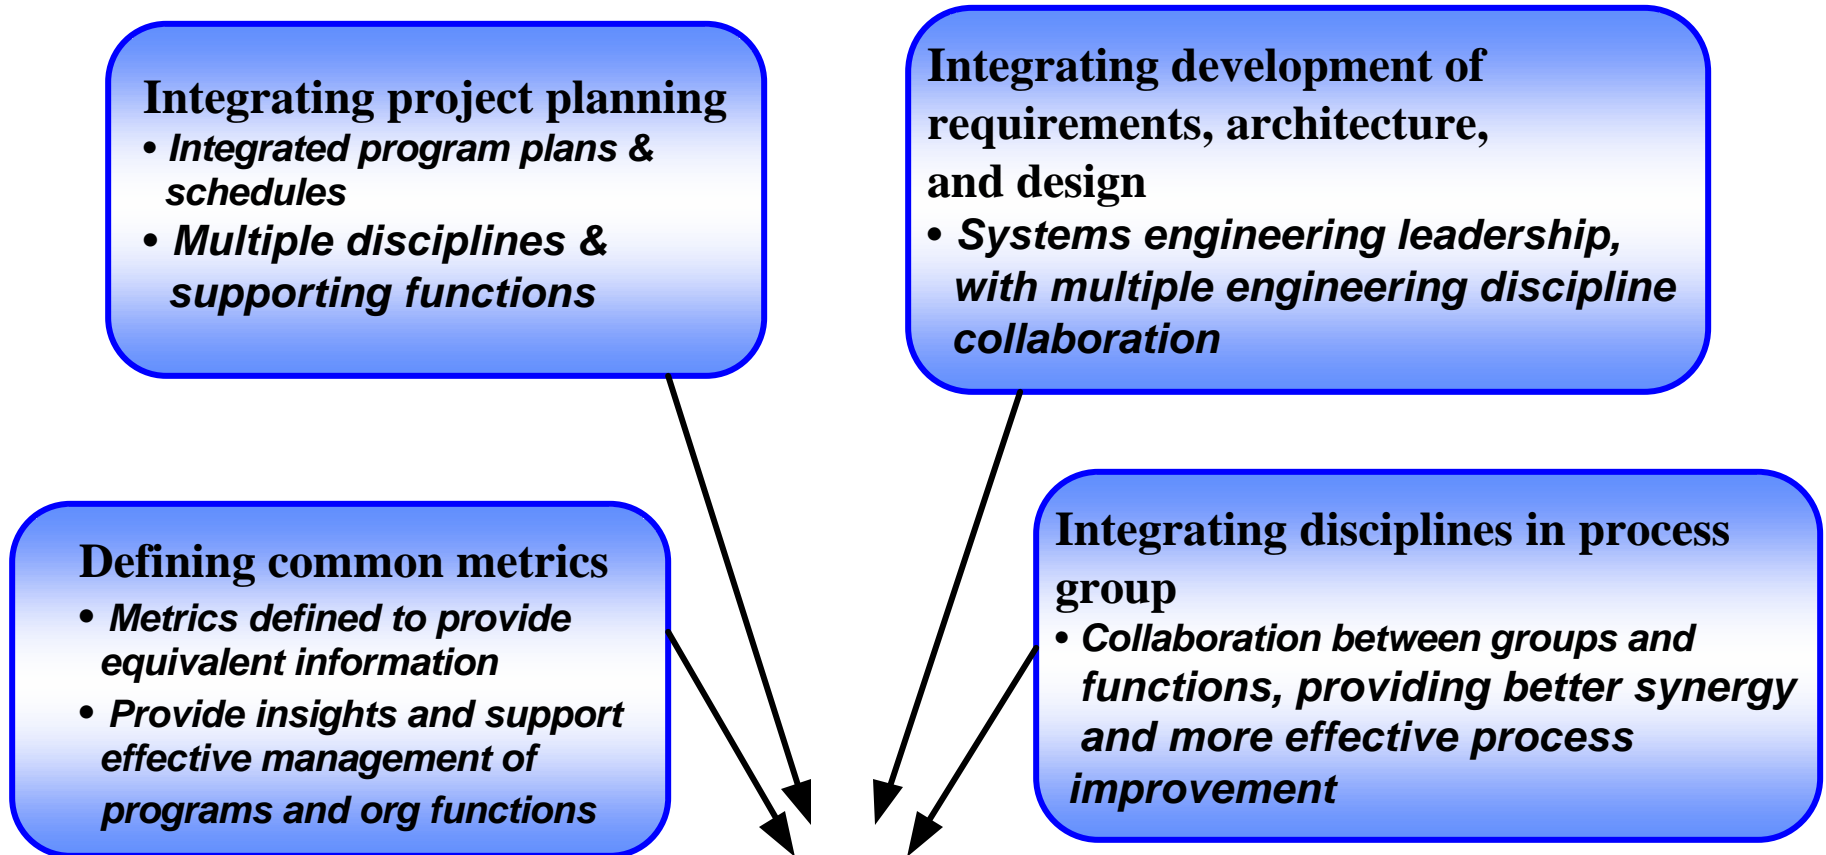 Integrating project planning
• Integrated program plans &
schedules
• Multiple disciplines &
supporting functions
Integrating development of
requirements, architecture,
and design
• Systems engineering leadership,
with multiple engineering discipline
collaboration
Defining common metrics
• Metrics defined to provide
equivalent information
• Provide insights and support
effective management of
programs and org functions
Integrating disciplines in process
group
• Collaboration between groups and
functions, providing better synergy
and more effective process
improvement